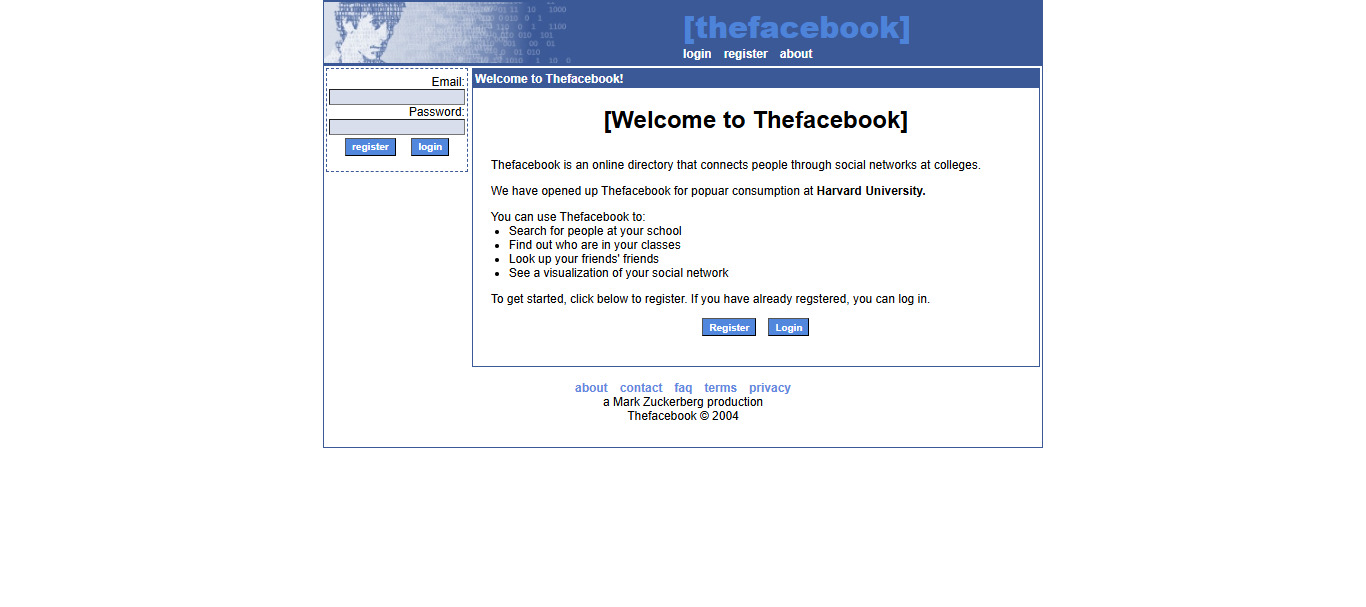 [thefacebook]
login register about
Email:
Password:
register login
Welcome to Thefacebook!
[Welcome to Thefacebook]
Thefacebook is an online directory that connects people through social networks at colleges.
We have opened up Thefacebook for popuar consumption at Harvard University.
You can use Thefacebook to:
• Search for people at your school
• Find out who are in your classes
• Look up your friends' friends
• See a visualization of your social network
To get started, click below to register. If you have already regstered, you can log in.
Register Login
about contact faq terms privacy
a Mark Zuckerberg production
Thefacebook © 2004